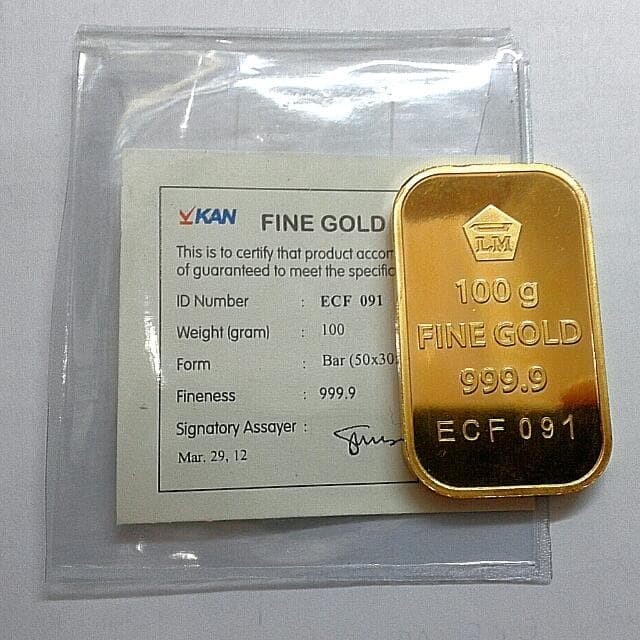 KAN FINE GOLD
This is to certify that product accor
of guaranteed to meet the specific
ID Number : ECF 091
Weight (gram) : 100
Form : Bar (50x30
Fineness : 999.9
Signatory Assayer :
Mar. 29, 12
LM
100 g
FINE GOLD
999.9
ECF 091